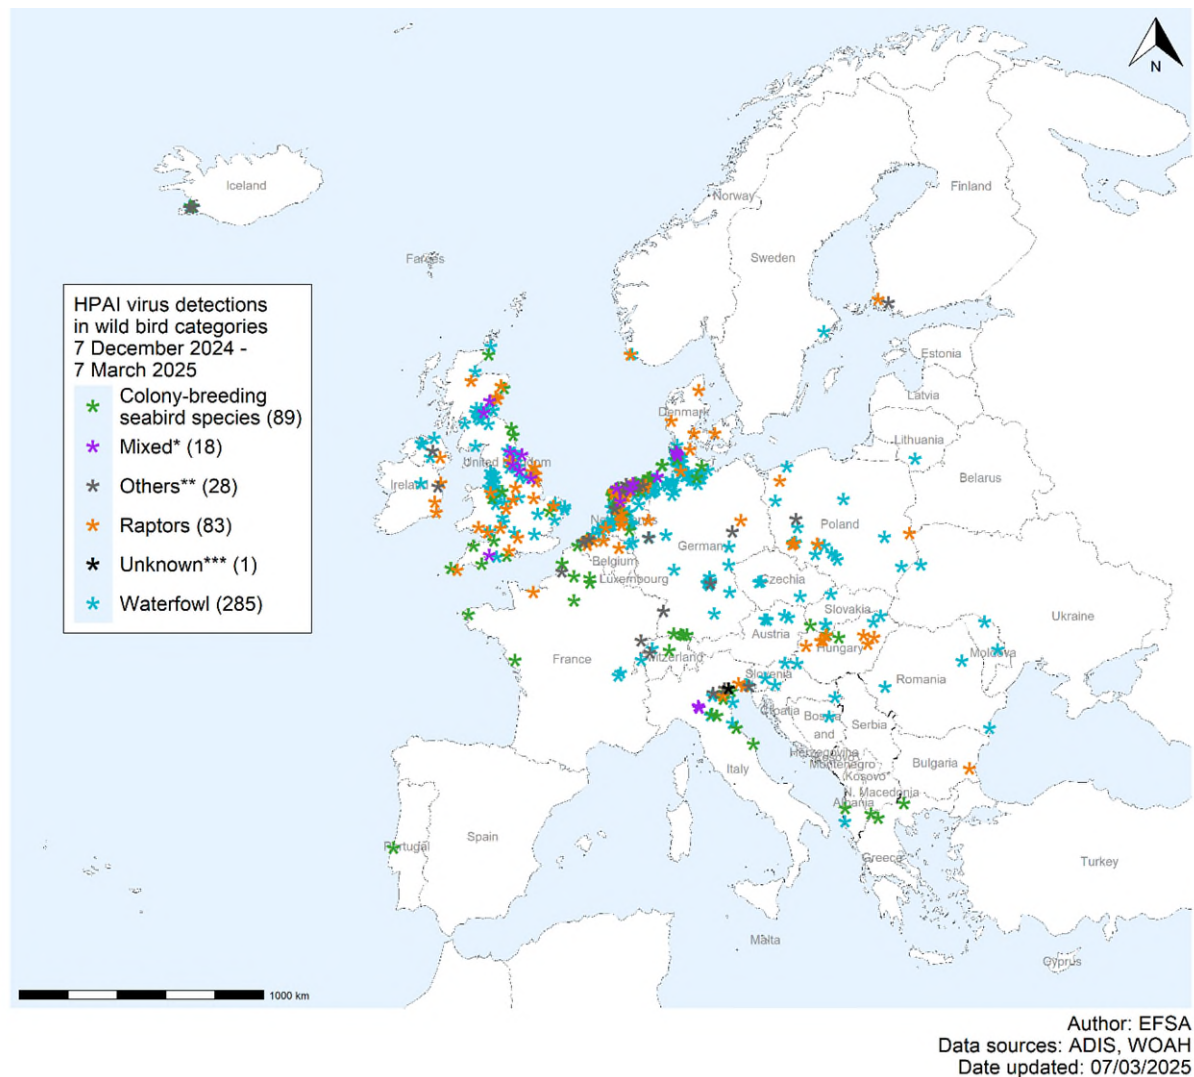 N
Iceland
Finland
Norway
Sweden
Faroes
HPAI virus detections
in wild bird categories
7 December 2024 -
7 March 2025
Colony-breeding
seabird species (89)
Mixed* (18)
Others** (28)
Raptors (83)
Unknown*** (1)
Waterfowl (285)
Estonia
Latvia
Denmark
Lithuania
United Kingdom
Belarus
Ireland
Poland
Germany
Belgium
Luxembourg
Czechia
Slovakia
Ukraine
Austria
Moldova
Hungary
France
Switzerland
Slovenia
Romania
Croatia
Bosnia
and
Herzegovina
Serbia
Kosovo
Montenegro
Bulgaria
Italy
Kosovo*
N. Macedonia
Albania
Spain
Portugal
Greece
Turkey
Malta
Cyprus
1000 km
Author: EFSA
Data sources: ADIS, WOAH
Date updated: 07/03/2025